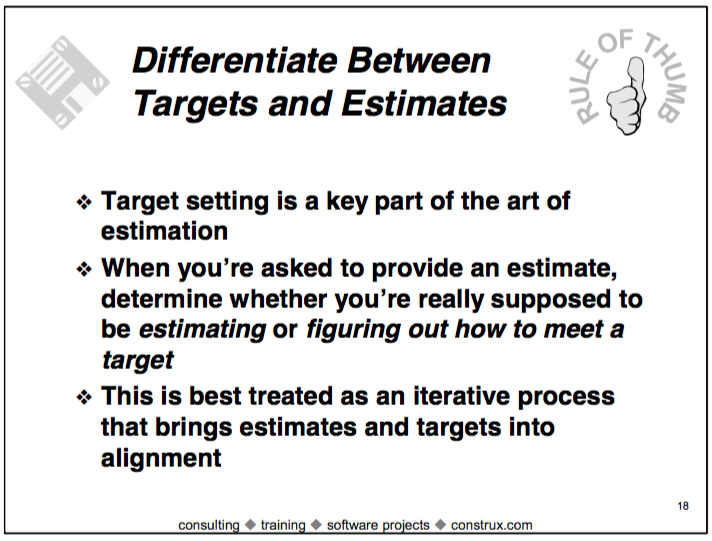 Differentiate Between
Targets and Estimates
RULE OF THUMB
❖ Target setting is a key part of the art of
estimation
❖ When you’re asked to provide an estimate,
determine whether you’re really supposed to
be estimating or figuring out how to meet a
target
❖ This is best treated as an iterative process
that brings estimates and targets into
alignment
18
consulting ◆ training ◆ software projects ◆ construx.com